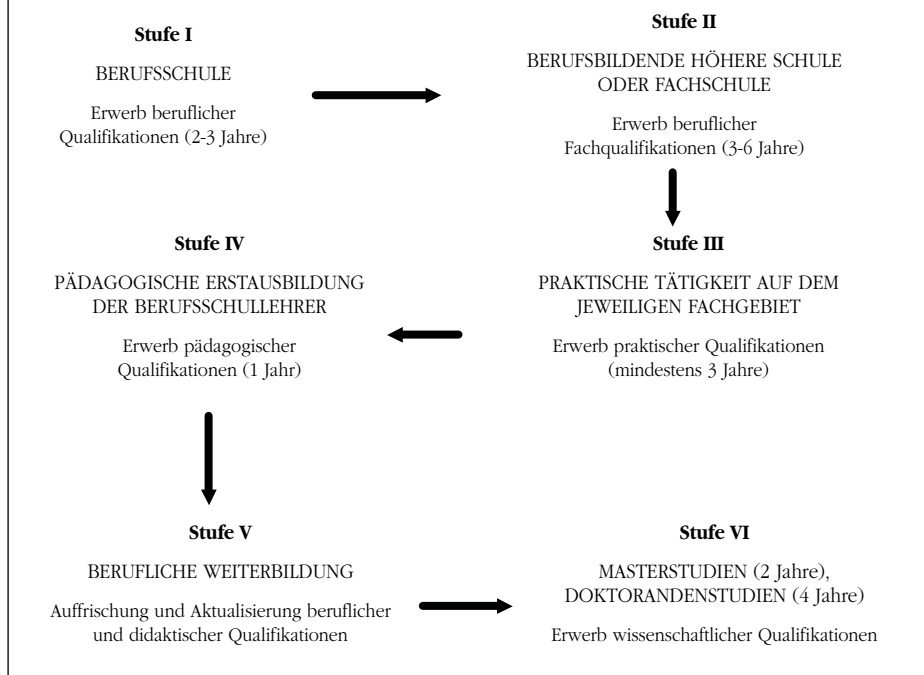 Stufe I
BERUFSSCHULE
Erwerb beruflicher
Qualifikationen (2-3 Jahre)
Stufe II
BERUFSBILDENDE HÖHERE SCHULE
ODER FACHSCHULE
Erwerb beruflicher
Fachqualifikationen (3-6 Jahre)
Stufe III
PRAKTISCHE TÄTIGKEIT AUF DEM
JEWEILIGEN FACHGEBIET
Erwerb praktischer Qualifikationen
(mindestens 3 Jahre)
Stufe IV
PÄDAGOGISCHE ERSTAUSBILDUNG
DER BERUFSSCHULLEHRER
Erwerb pädagogischer
Qualifikationen (1 Jahr)
Stufe V
BERUFLICHE WEITERBILDUNG
Auffrischung und Aktualisierung beruflicher
und didaktischer Qualifikationen
Stufe VI
MASTERSTUDIEN (2 Jahre),
DOKTORANDENSTUDIEN (4 Jahre)
Erwerb wissenschaftlicher Qualifikationen